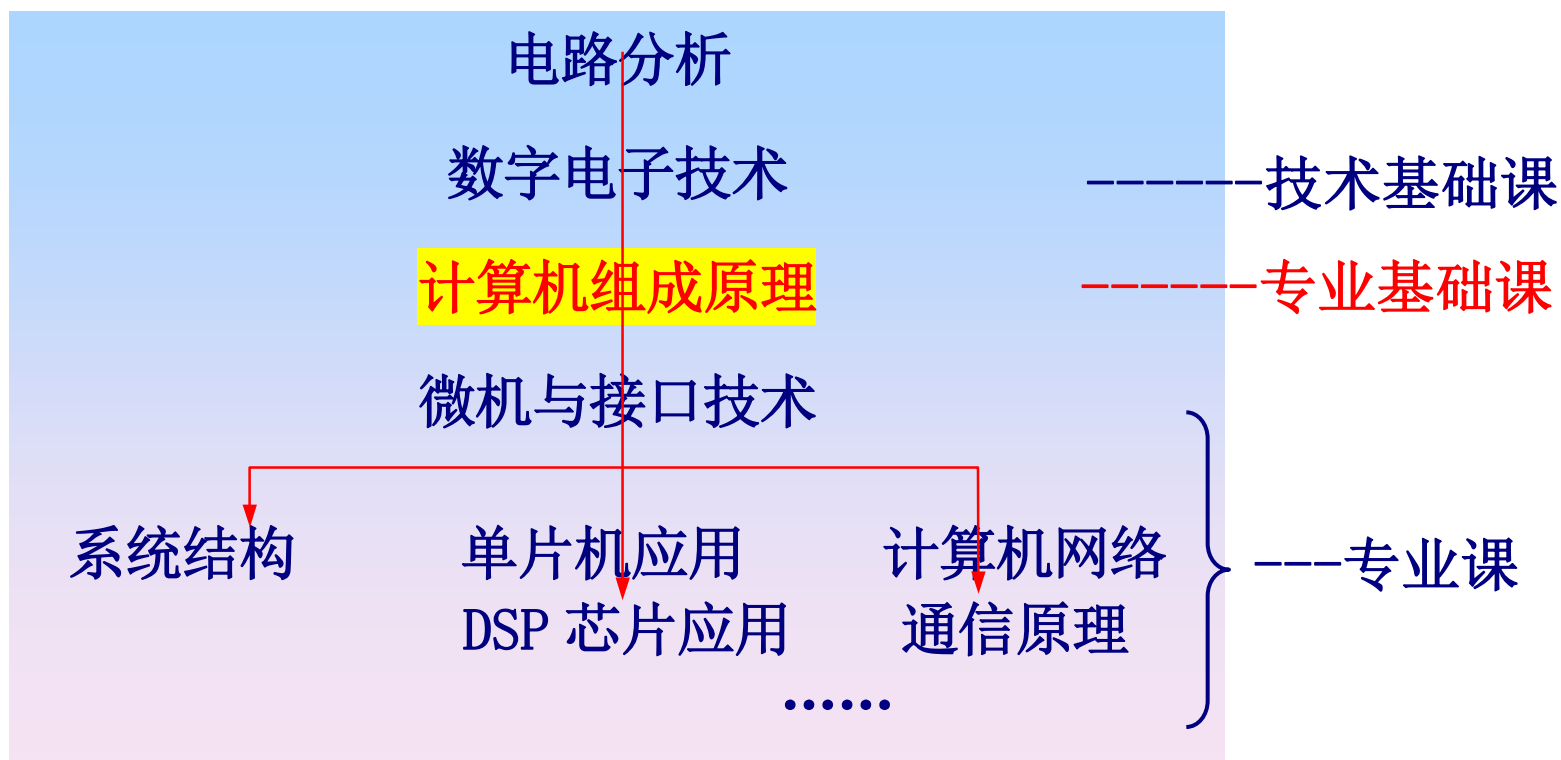 电路分析
数字电子技术 ------技术基础课
计算机组成原理 ------专业基础课
微机与接口技术
系统结构 单片机应用 计算机网络 ---专业课
DSP 芯片应用 通信原理
······